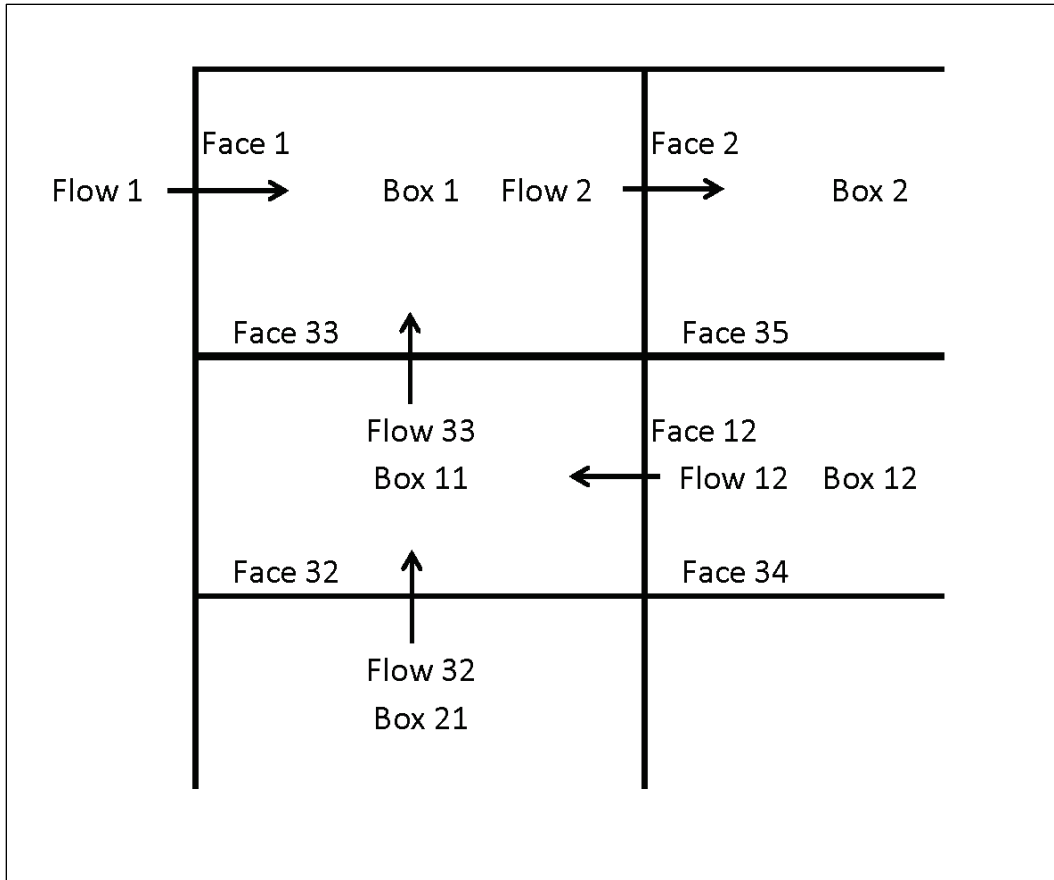 Face 1
Face 2
Flow 1
Box 1
Flow 2
Box 2
Face 33
Face 35
Flow 33
Face 12
Box 11
Flow 12
Box 12
Face 32
Face 34
Flow 32
Box 21